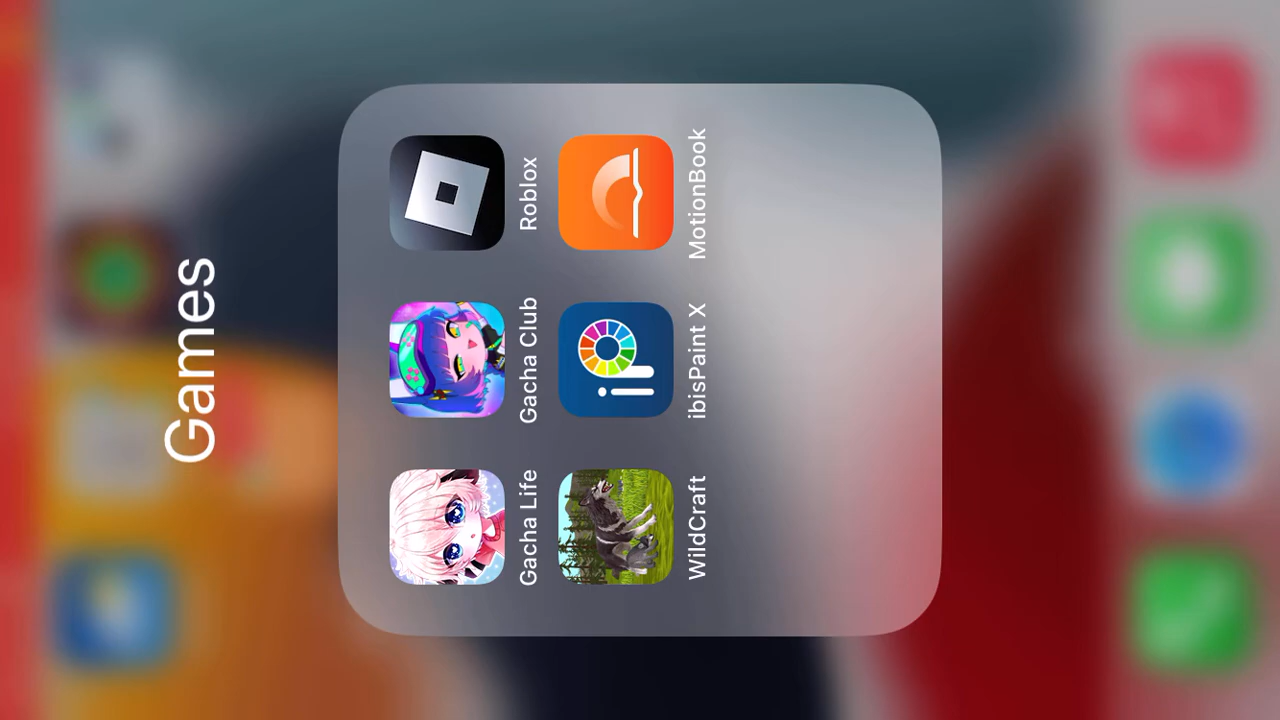 Games
Gacha Life
Gacha Club
Roblox
WildCraft
ibisPaint X
MotionBook